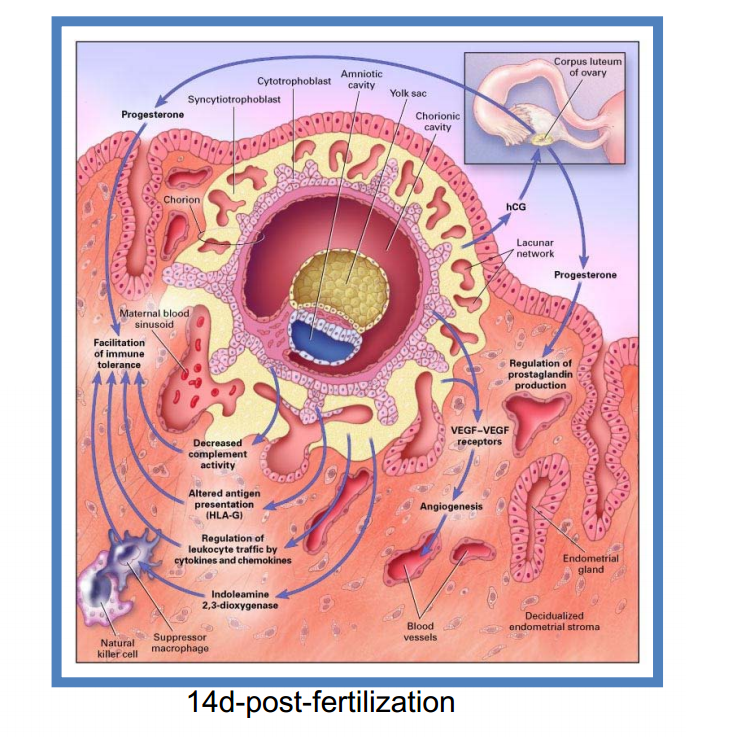 Corpus luteum
of ovary
Amniotic
cavity
Cytotrophoblast
Yolk sac
Syncytiotrophoblast
Progesterone
Chorionic
cavity
Chorion
hCG
Lacunar
network
Progesterone
Maternal blood
sinusoid
Facilitation
of immune
tolerance
Regulation of
prostaglandin
production
VEGF–VEGF
receptors
Decreased
complement
activity
Altered antigen
presentation
(HLA-G)
Angiogenesis
Regulation of
leukocyte traffic by
cytokines and chemokines
Endometrial
gland
Indoleamine
2,3-dioxygenase
Natural
killer cell
Suppressor
macrophage
Blood
vessels
Decidualized
endometrial stroma
14d-post-fertilization